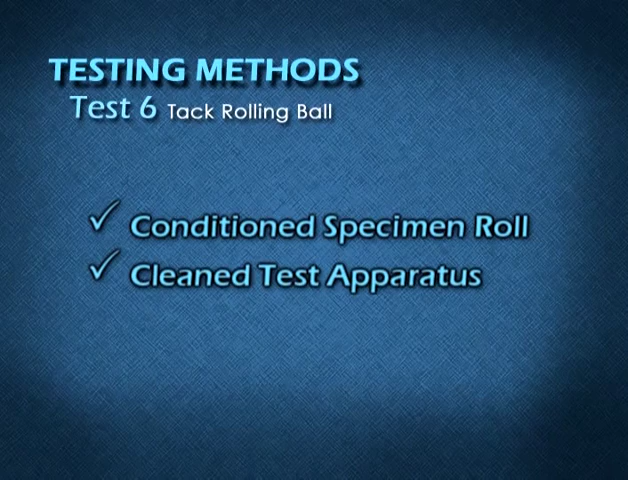 TESTING METHODS
Test 6 Tack Rolling Ball
✓ Conditioned Specimen Roll
✓ Cleaned Test Apparatus